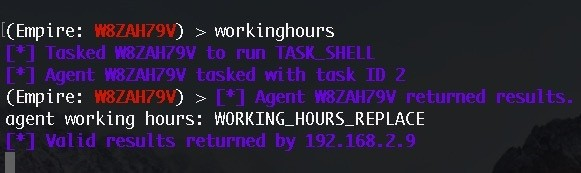 (Empire: W8ZAH79V) > workinghours
[*] Tasked W8ZAH79V to run TASK_SHELL
[*] Agent W8ZAH79V tasked with task ID 2
(Empire: W8ZAH79V) > [*] Agent W8ZAH79V returned results.
agent working hours: WORKING_HOURS_REPLACE
[*] Valid results returned by 192.168.2.9